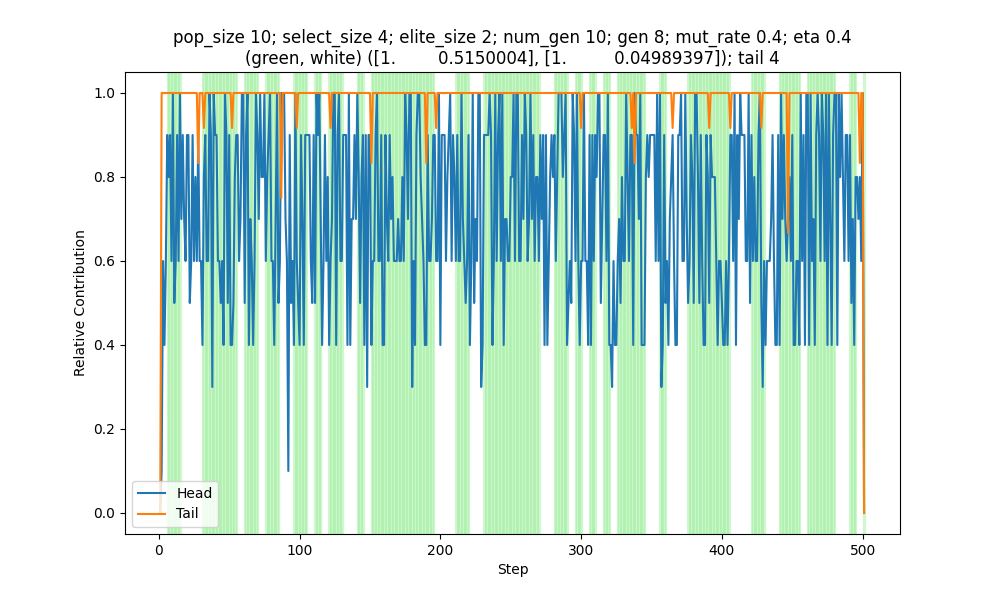 pop_size 10; select_size 4; elite_size 2; num_gen 10; gen 8; mut_rate 0.4; eta 0.4
(green, white) ([1.        0.5150004], [1.         0.04989397]); tail 4
1.0
0.8
0.6
0.4
0.2
0.0
Relative Contribution
Head
Tail
0
100
200
300
400
500
Step